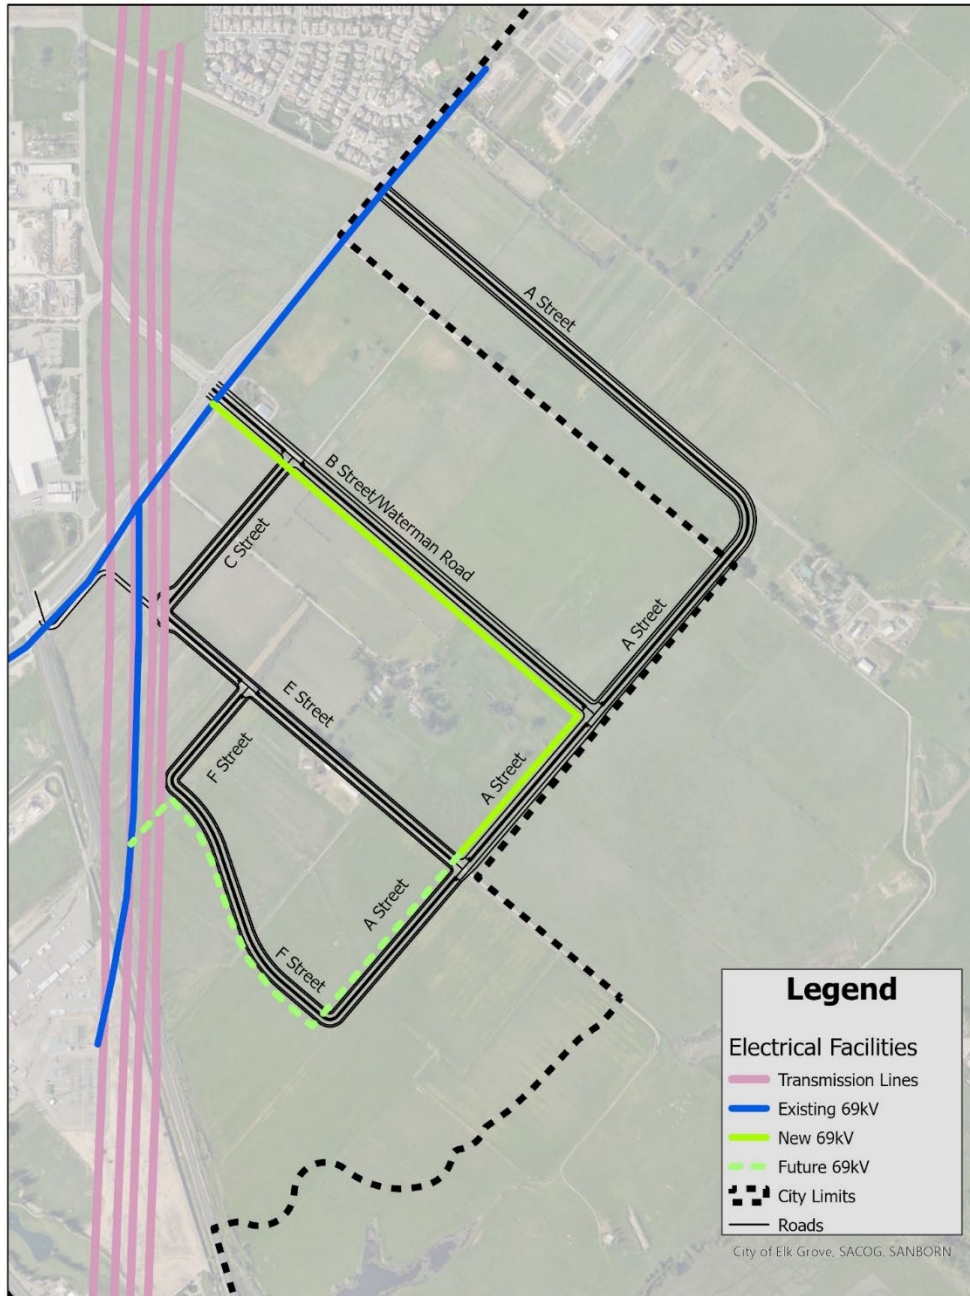 A Street
B Street/Waterman Road
C Street
A Street
E Street
A Street
F Street
A Street
F Street
Legend
Electrical Facilities
Transmission Lines
Existing 69kV
New 69kV
Future 69kV
City Limits
Roads
City of Elk Grove, SACOG, SANBORN